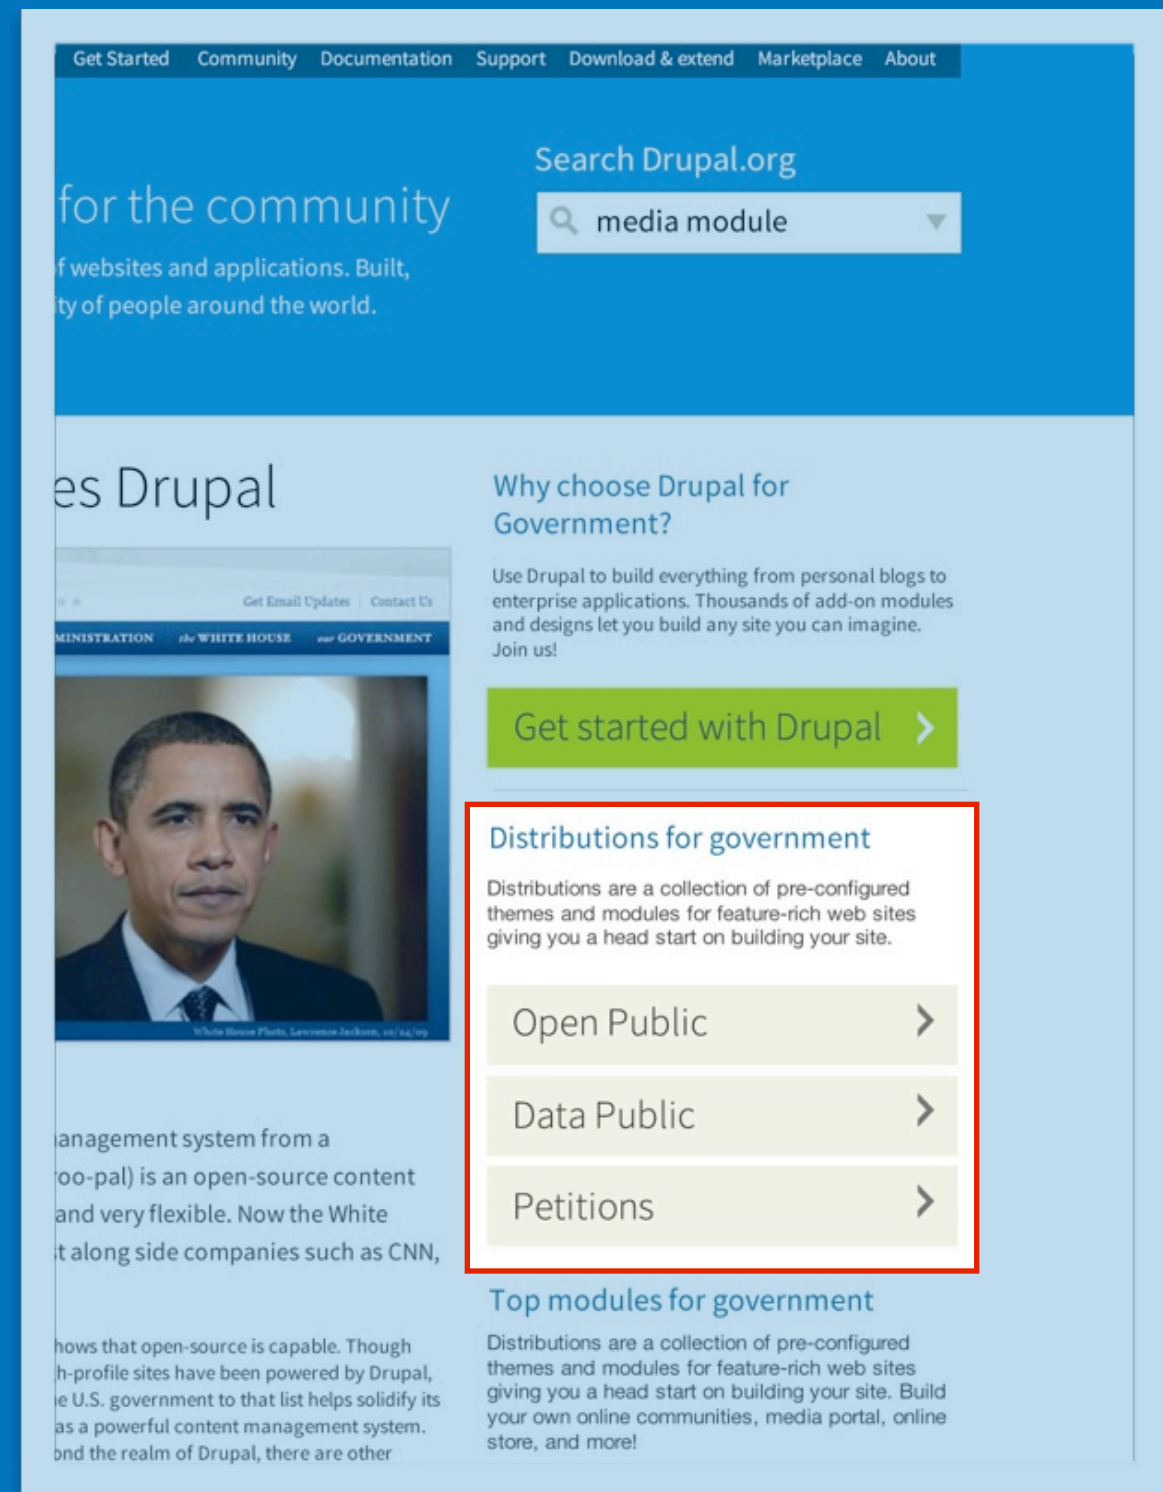 Get Started Community Documentation Support Download & extend Marketplace About
Search Drupal.org
media module
for the community
f websites and applications. Built,
ity of people around the world.
es Drupal
Get Email Updates Contact Us
MINISTRATION the WHITE HOUSE our GOVERNMENT
White House Photo, Lawrence Jackson, 10/24/09
anagement system from a
roo-pal) is an open-source content
and very flexible. Now the White
t along side companies such as CNN,
hows that open-source is capable. Though
h-profile sites have been powered by Drupal,
e U.S. government to that list helps solidify its
as a powerful content management system.
ond the realm of Drupal, there are other
Why choose Drupal for
Government?
Use Drupal to build everything from personal blogs to
enterprise applications. Thousands of add-on modules
and designs let you build any site you can imagine.
Join us!
Get started with Drupal
Distributions for government
Distributions are a collection of pre-configured
themes and modules for feature-rich web sites
giving you a head start on building your site.
Open Public
Data Public
Petitions
Top modules for government
Distributions are a collection of pre-configured
themes and modules for feature-rich web sites
giving you a head start on building your site. Build
your own online communities, media portal, online
store, and more!